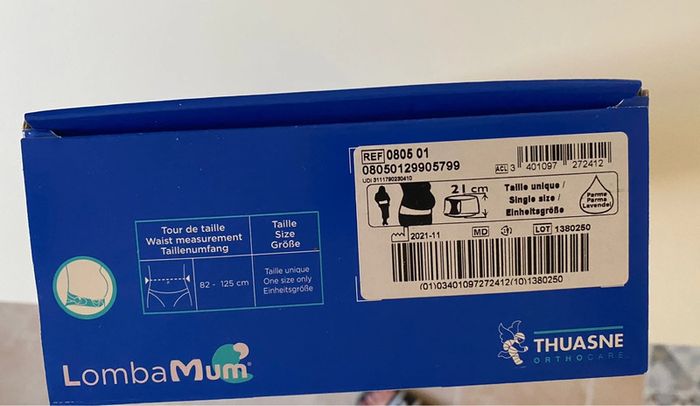 REF 0805 01
08050129905799
UDI 3111790230410
ACL 3 401097 272412
21 cm
Taille unique /
Single size /
Einheitsgröße
Parme
Parma
Lavendel
2021-11
MD
LOT 1380250
(01)03401097272412(10)1380250
Tour de taille
Waist measurement
Taillenumfang
Taille
Size
Größe
82 - 125 cm
Taille unique
One size only
Einheitsgröße
LombaMum®
THUASNE
ORTHOCARE